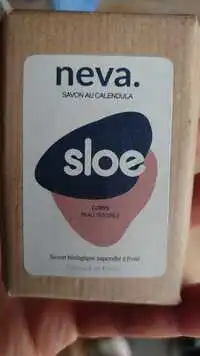 neva.
SAVON AU CALENDULA
sloe
CORPS
PEAU SENSIBLE
Savon biologique saponifié à froid